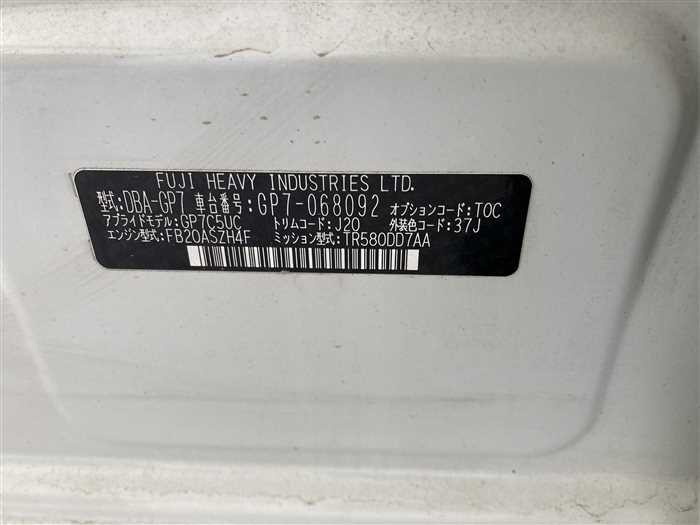 FUJI HEAVY INDUSTRIES LTD.
型式:DBA-GP7 車台番号:GP7-068092 オプションコード:TOC
アプライドモデル:GP7C5UC トリムコード:J20 外装色コード:37J
エンジン型式:FB20ASZH4F ミッション型式:TR580DD7AA